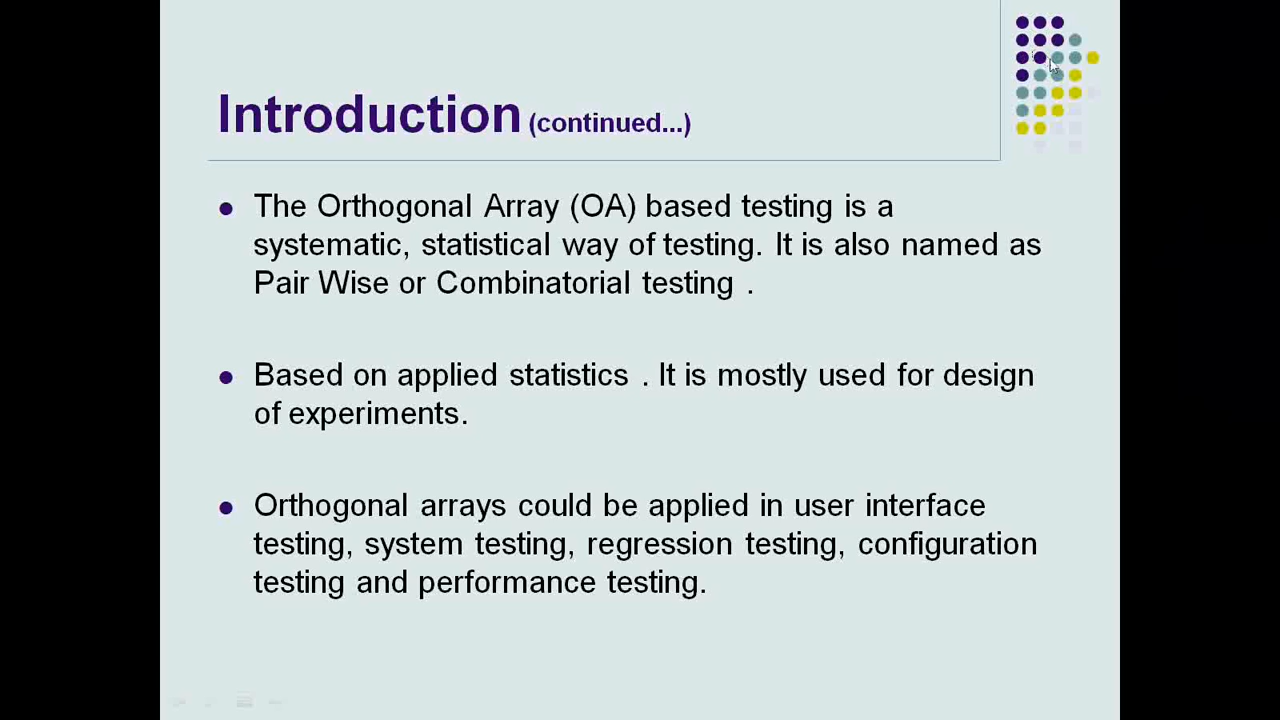 Introduction (continued...)
The Orthogonal Array (OA) based testing is a
systematic, statistical way of testing. It is also named as
Pair Wise or Combinatorial testing .
Based on applied statistics . It is mostly used for design
of experiments.
Orthogonal arrays could be applied in user interface
testing, system testing, regression testing, configuration
testing and performance testing.